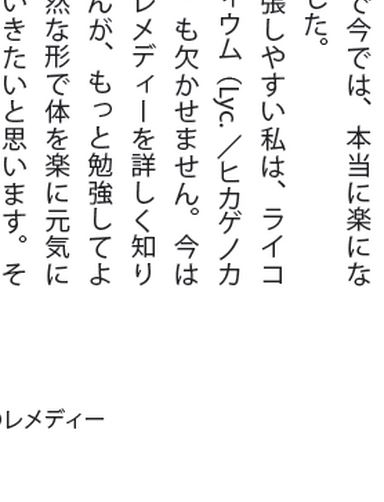 で今では、本当に楽にな
した。
張しやすい私は、ライコ
ィウム（Lyc.／ヒカゲノカ
も欠かせません。今は
レメディーを詳しく知り
んが、もっと勉強してよ
然な形で体を楽に元気に
いきたいと思います。そ
のレメディー